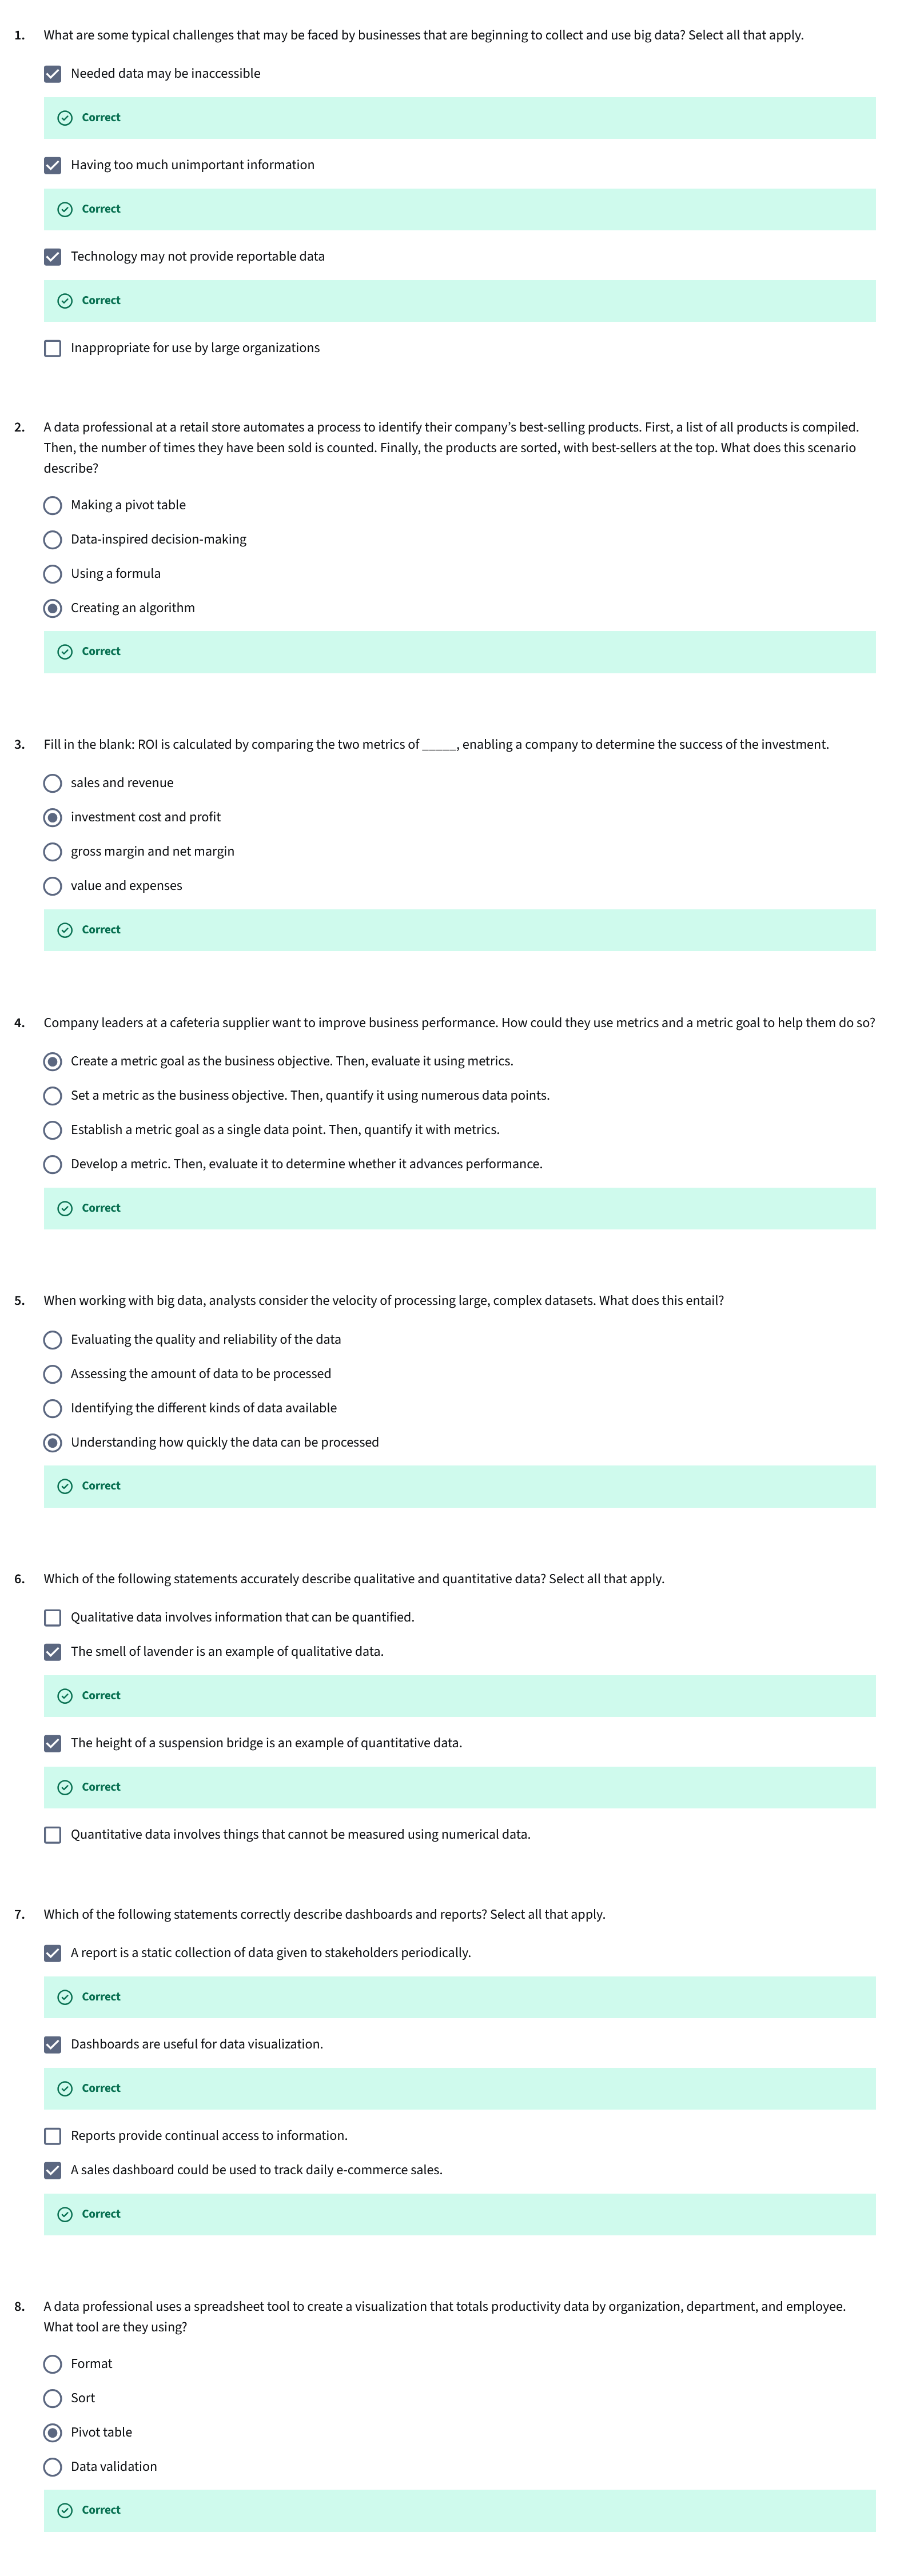 1. What are some typical challenges that may be faced by businesses that are beginning to collect and use big data? Select all that apply.
Needed data may be inaccessible
Correct
Having too much unimportant information
Correct
Technology may not provide reportable data
Correct
Inappropriate for use by large organizations
2. A data professional at a retail store automates a process to identify their company’s best-selling products. First, a list of all products is compiled.
Then, the number of times they have been sold is counted. Finally, the products are sorted, with best-sellers at the top. What does this scenario
describe?
Making a pivot table
Data-inspired decision-making
Using a formula
Creating an algorithm
Correct
3. Fill in the blank: ROI is calculated by comparing the two metrics of _____, enabling a company to determine the success of the investment.
sales and revenue
investment cost and profit
gross margin and net margin
value and expenses
Correct
4. Company leaders at a cafeteria supplier want to improve business performance. How could they use metrics and a metric goal to help them do so?
Create a metric goal as the business objective. Then, evaluate it using metrics.
Set a metric as the business objective. Then, quantify it using numerous data points.
Establish a metric goal as a single data point. Then, quantify it with metrics.
Develop a metric. Then, evaluate it to determine whether it advances performance.
Correct
5. When working with big data, analysts consider the velocity of processing large, complex datasets. What does this entail?
Evaluating the quality and reliability of the data
Assessing the amount of data to be processed
Identifying the different kinds of data available
Understanding how quickly the data can be processed
Correct
6. Which of the following statements accurately describe qualitative and quantitative data? Select all that apply.
Qualitative data involves information that can be quantified.
The smell of lavender is an example of qualitative data.
Correct
The height of a suspension bridge is an example of quantitative data.
Correct
Quantitative data involves things that cannot be measured using numerical data.
7. Which of the following statements correctly describe dashboards and reports? Select all that apply.
A report is a static collection of data given to stakeholders periodically.
Correct
Dashboards are useful for data visualization.
Correct
Reports provide continual access to information.
A sales dashboard could be used to track daily e-commerce sales.
Correct
8. A data professional uses a spreadsheet tool to create a visualization that totals productivity data by organization, department, and employee.
What tool are they using?
Format
Sort
Pivot table
Data validation
Correct